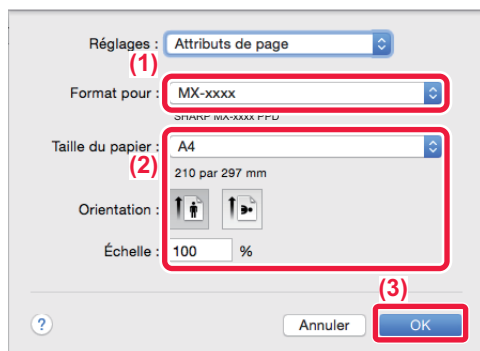 Réglages : Attributs de page
(1)
Format pour : MX-xxxx
SHARP MX-xxxx PPD
Taille du papier : A4
(2)
210 par 297 mm
Orientation :
Échelle : 100 %
(3)
? Annuler OK